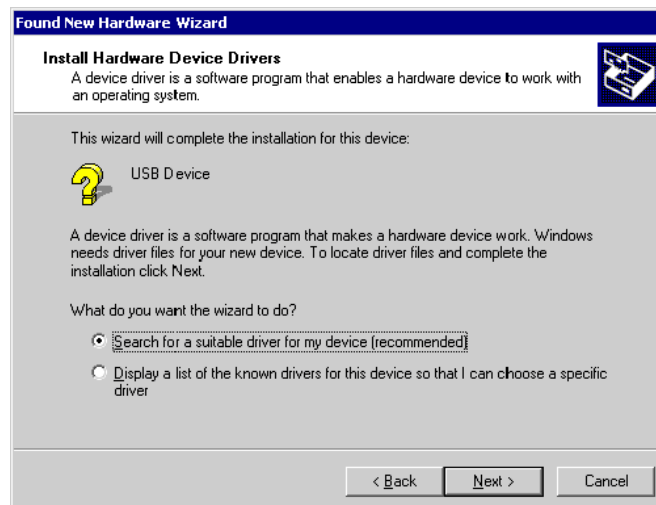 Found New Hardware Wizard
Install Hardware Device Drivers
A device driver is a software program that enables a hardware device to work with
an operating system.
This wizard will complete the installation for this device:
USB Device
A device driver is a software program that makes a hardware device work. Windows
needs driver files for your new device. To locate driver files and complete the
installation click Next.
What do you want the wizard to do?
Search for a suitable driver for my device (recommended)
Display a list of the known drivers for this device so that I can choose a specific
driver
< Back
Next >
Cancel